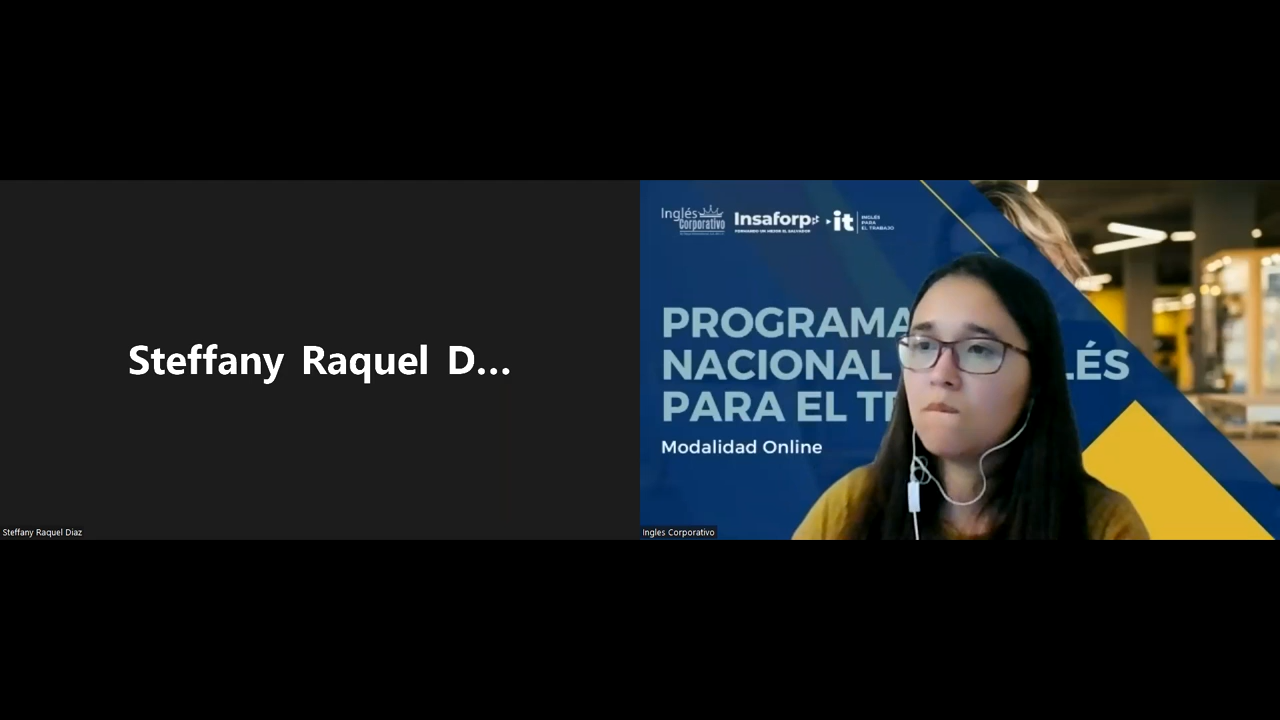 Steffany Raquel D...
Steffany Raquel Diaz
Inglés
Corporativo
Insaforp
FORMANDO UN MEJOR EL SALVADOR
it
INGLÉS
PARA
EL TRABAJO
PROGRAMA
NACIONAL LÉS
PARA EL T
Modalidad Online
Ingles Corporativo